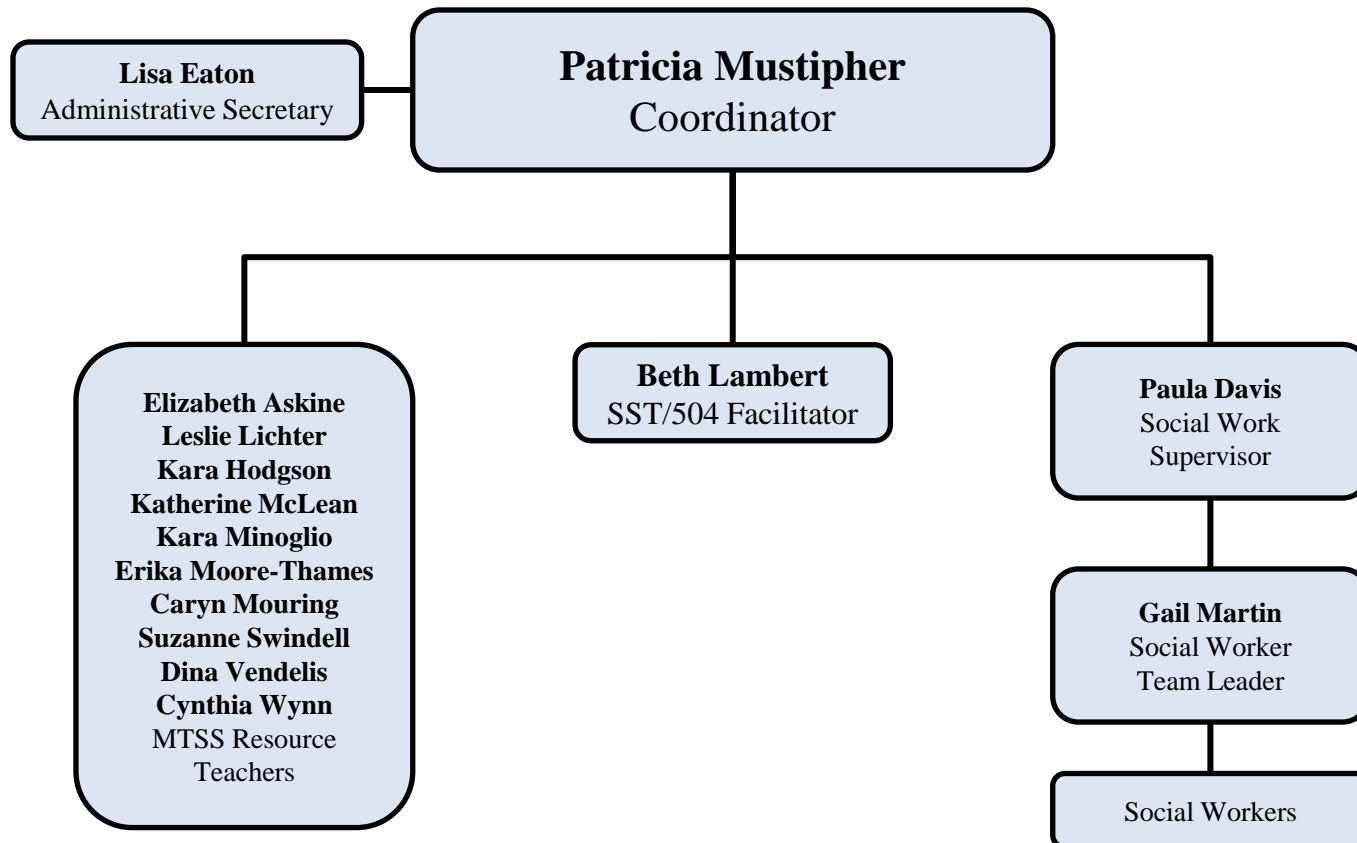 Lisa Eaton
Administrative Secretary
Patricia Mustipher
Coordinator
Elizabeth Askine
Leslie Lichter
Kara Hodgson
Katherine McLean
Kara Minoglio
Erika Moore-Thames
Caryn Mouring
Suzanne Swindell
Dina Vendelis
Cynthia Wynn
MTSS Resource
Teachers
Beth Lambert
SST/504 Facilitator
Paula Davis
Social Work
Supervisor
Gail Martin
Social Worker
Team Leader
Social Workers